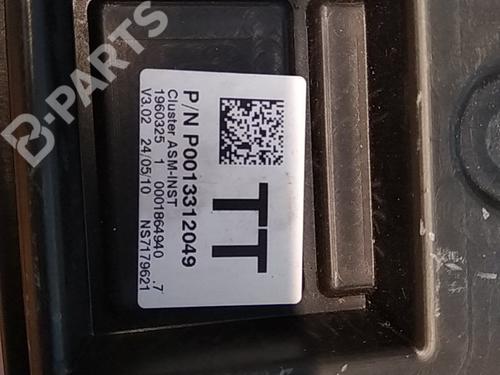 B-PARTS
P/N P0013312049
TT
Cluster ASM-INST
1960325 1 0001864940 .7
V3.02 24/05/10 NS7179621